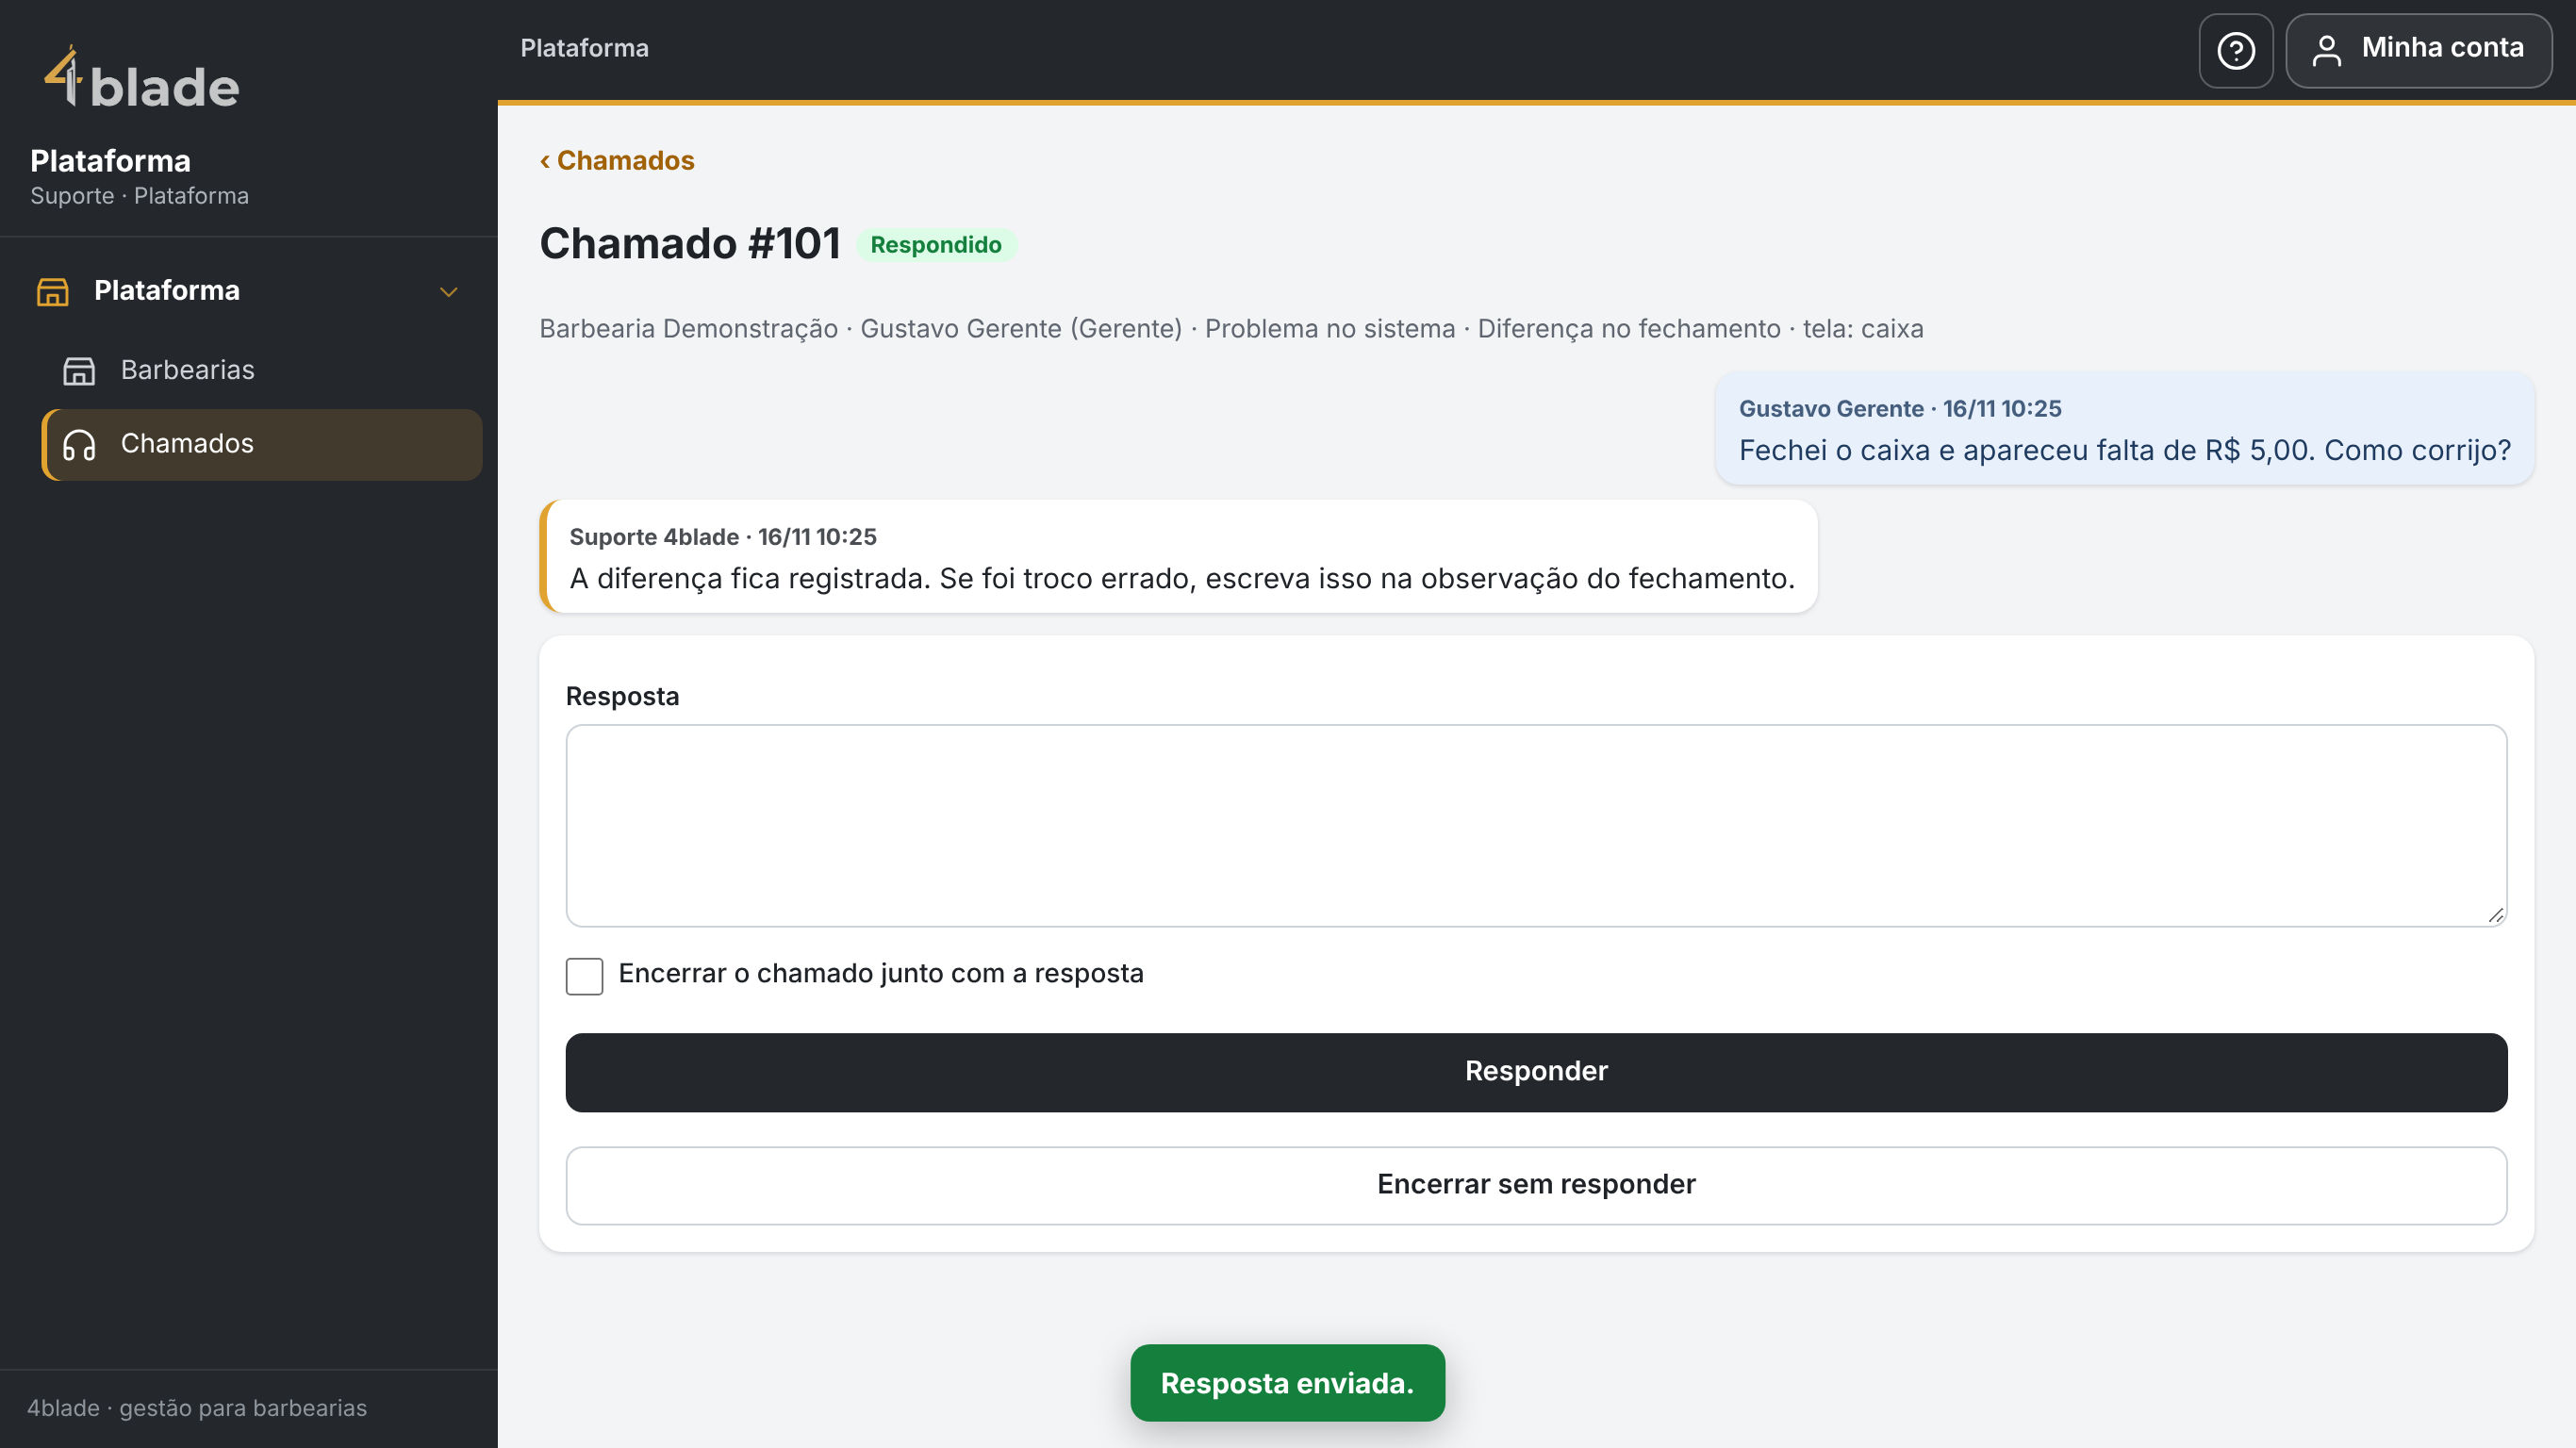 4blade
Plataforma
Suporte · Plataforma
Plataforma
Barbearias
Chamados
4blade · gestão para barbearias
Plataforma
Minha conta
‹ Chamados
Chamado #101 Respondido
Barbearia Demonstração · Gustavo Gerente (Gerente) · Problema no sistema · Diferença no fechamento · tela: caixa
Gustavo Gerente · 16/11 10:25
Fechei o caixa e apareceu falta de R$ 5,00. Como corrijo?
Suporte 4blade · 16/11 10:25
A diferença fica registrada. Se foi troco errado, escreva isso na observação do fechamento.
Resposta
Encerrar o chamado junto com a resposta
Responder
Encerrar sem responder
Resposta enviada.